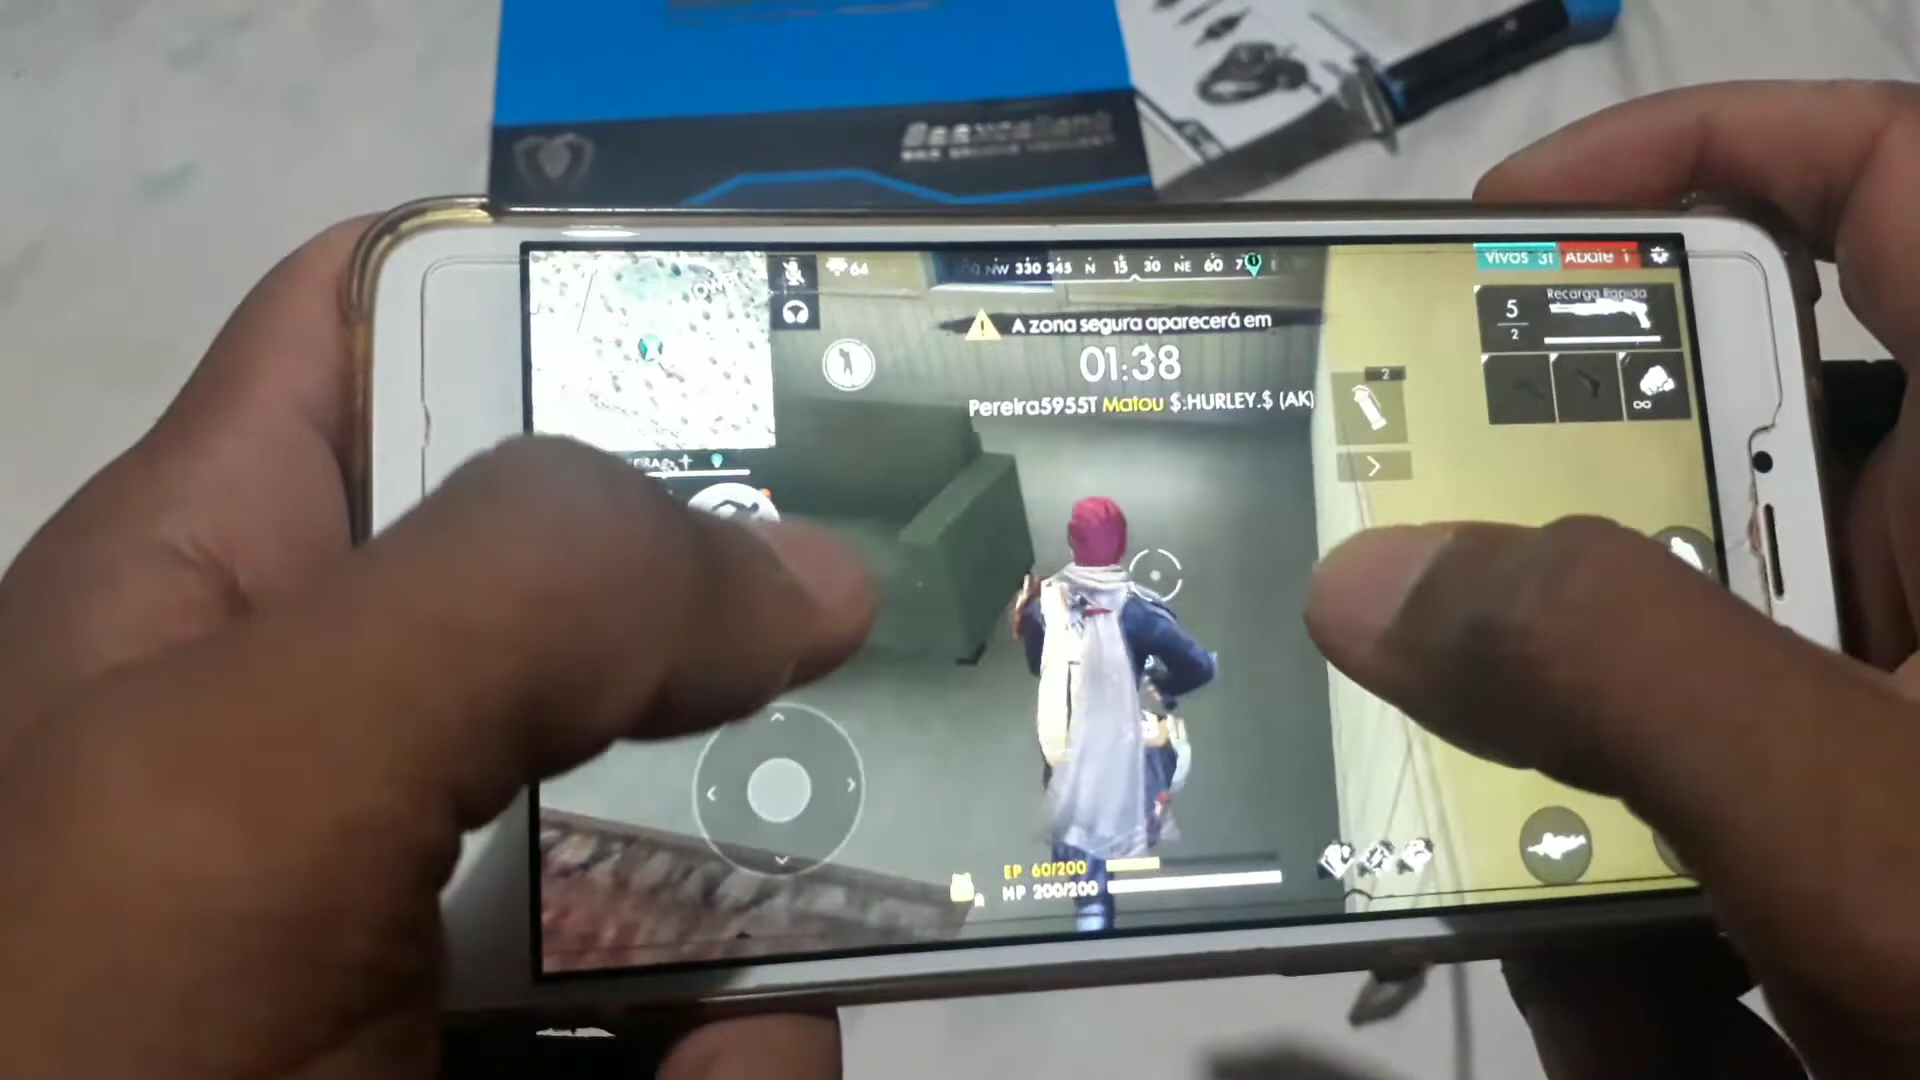 64
NW 330 345 N 15 30 NE 60
Vivos 31 Abate 1
A zona segura aparecerá em
01:38
Pereira5955T Matou $:HURLEY.$ (AK)
Recarga Rápida
5
2
2
∞
EP 60/200
HP 200/200